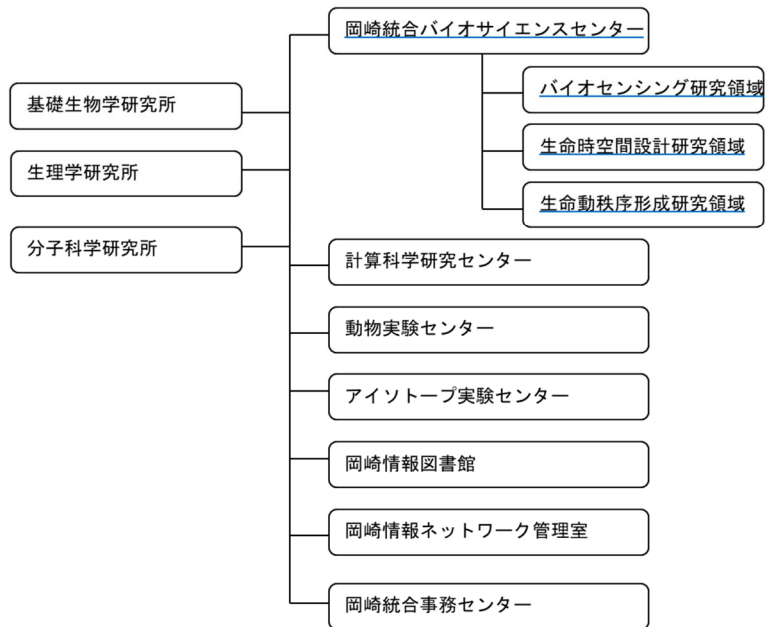 岡崎統合バイオサイエンスセンター
バイオセンシング研究領域
基礎生物学研究所
生命時空間設計研究領域
生理学研究所
生命動秩序形成研究領域
分子科学研究所
計算科学研究センター
動物実験センター
アイソトープ実験センター
岡崎情報図書館
岡崎情報ネットワーク管理室
岡崎統合事務センター